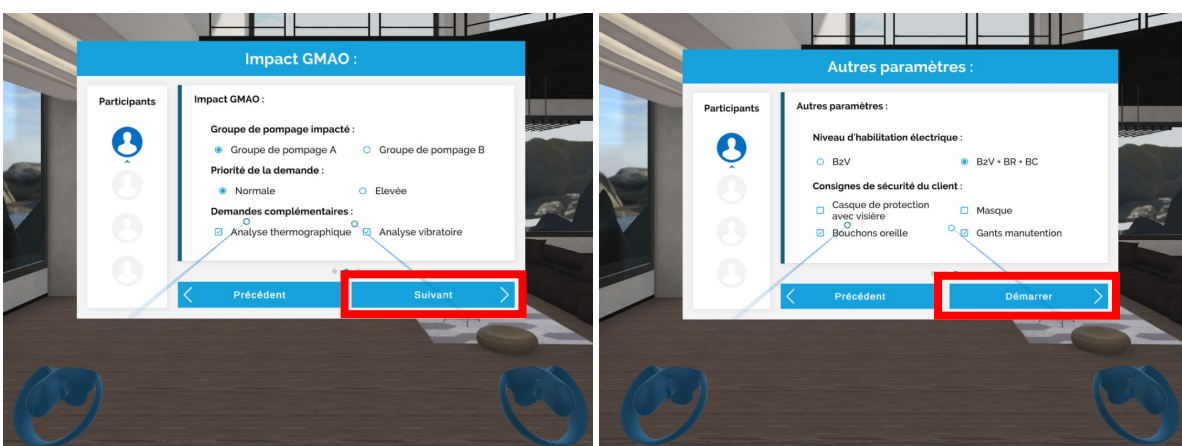 Impact GMAO :
Participants
Impact GMAO :
Groupe de pompage impacté :
Groupe de pompage A Groupe de pompage B
Priorité de la demande :
Normale Elevée
Demandes complémentaires :
Analyse thermographique Analyse vibratoire
Précédent Suivant
Autres paramètres :
Participants
Autres paramètres :
Niveau d'habilitation électrique :
B2V B2V + BR + BC
Consignes de sécurité du client :
Casque de protection
avec visière Masque
Bouchons oreille Gants manutention
Précédent Démarrer